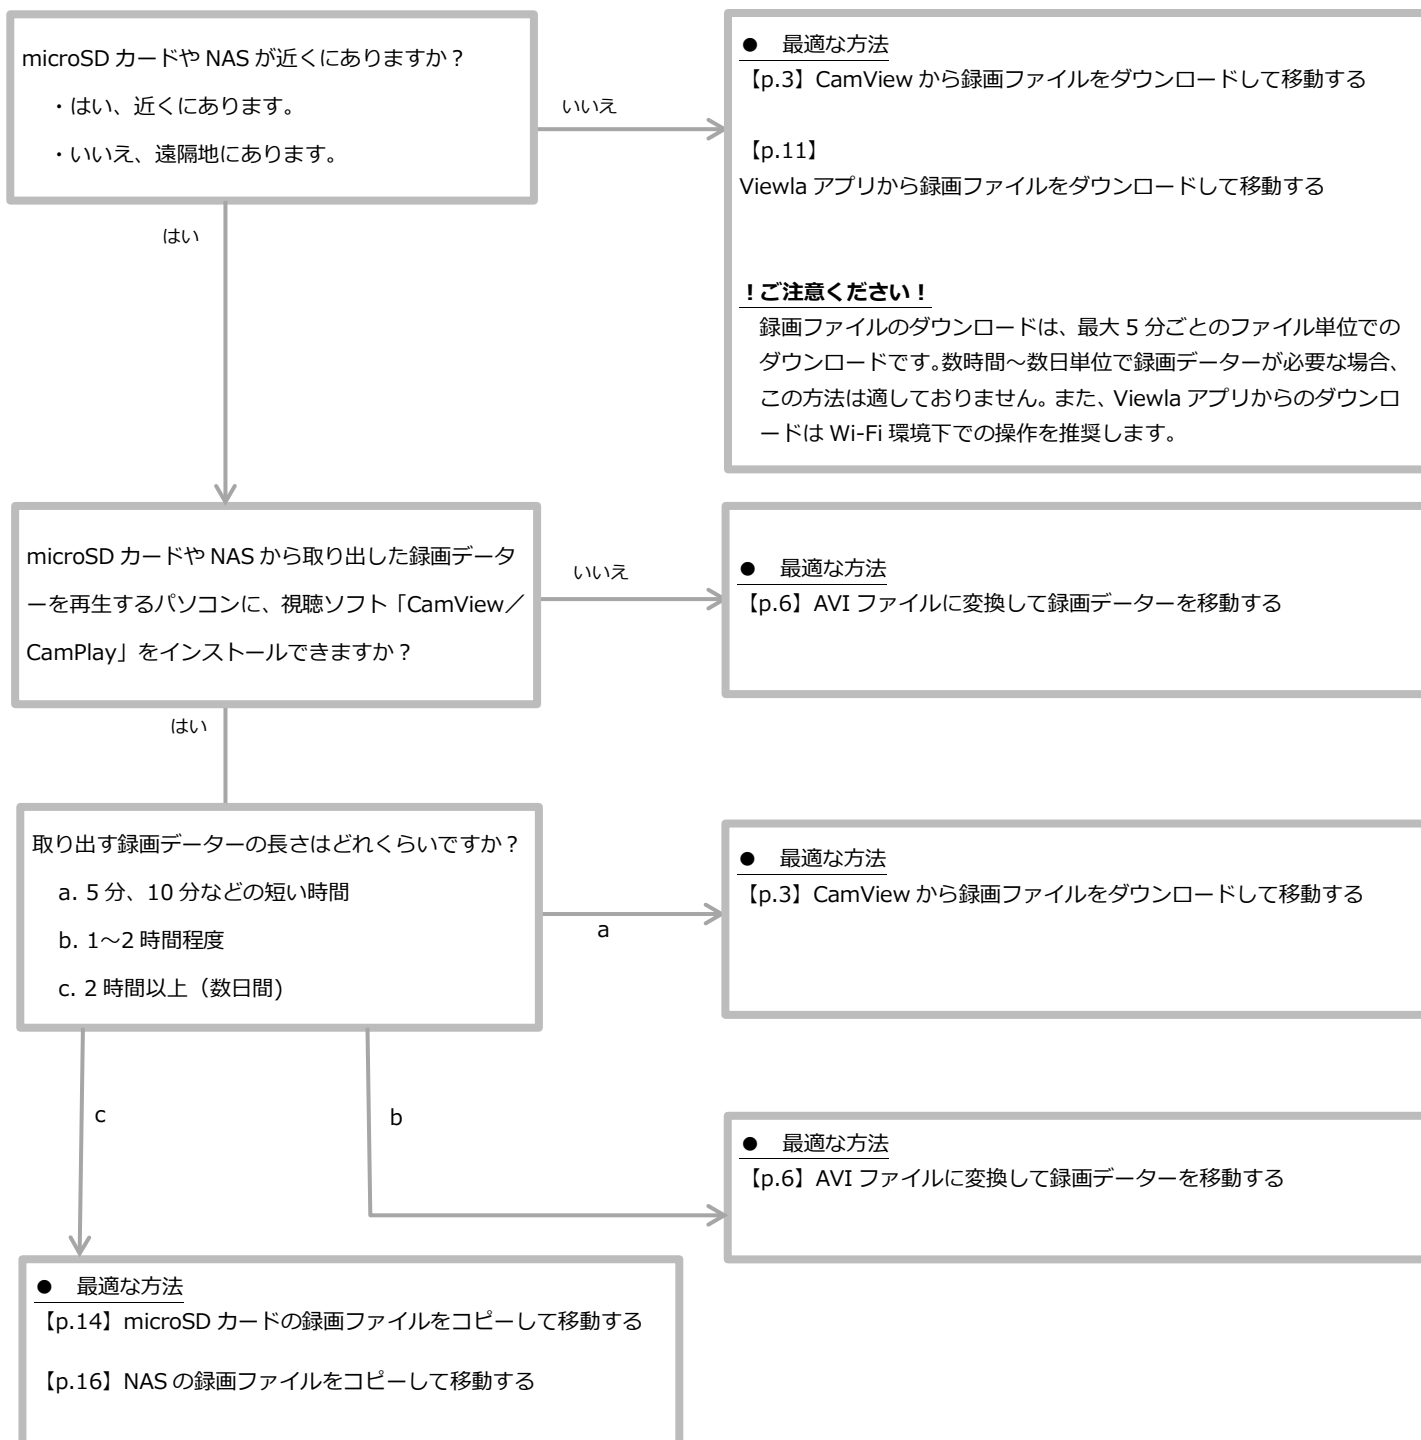 microSD カードや NAS が近くにありますか？
・はい、近くにあります。
・いいえ、遠隔地にあります。
いいえ
● 最適な方法
【p.3】CamView から録画ファイルをダウンロードして移動する
【p.11】
Viewla アプリから録画ファイルをダウンロードして移動する
！ご注意ください！
録画ファイルのダウンロードは、最大 5 分ごとのファイル単位での
ダウンロードです。数時間～数日単位で録画データーが必要な場合、
この方法は適しておりません。また、Viewla アプリからのダウンロ
ードは Wi-Fi 環境下での操作を推奨します。
はい
microSD カードや NAS から取り出した録画データ
ーを再生するパソコンに、視聴ソフト「CamView／
CamPlay」をインストールできますか？
いいえ
● 最適な方法
【p.6】AVI ファイルに変換して録画データーを移動する
はい
取り出す録画データーの長さはどれくらいですか？
a. 5 分、10 分などの短い時間
b. 1～2 時間程度
c. 2 時間以上（数日間)
a
● 最適な方法
【p.3】CamView から録画ファイルをダウンロードして移動する
c
b
● 最適な方法
【p.6】AVI ファイルに変換して録画データーを移動する
● 最適な方法
【p.14】microSD カードの録画ファイルをコピーして移動する
【p.16】NAS の録画ファイルをコピーして移動する